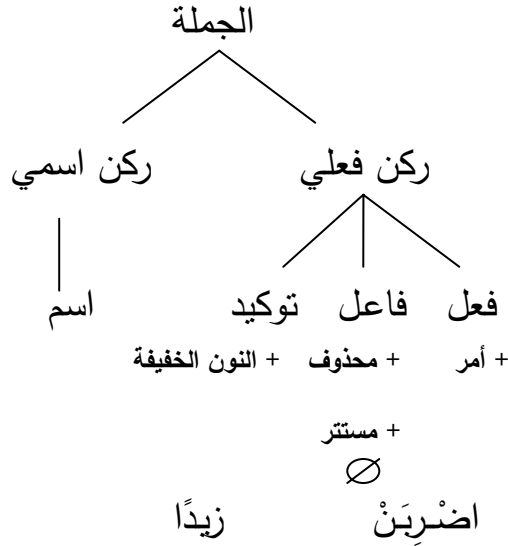 الجملة
ركن فعلي ركن اسمي
فعل فاعل توكيد اسم
+ أمر + محذوف + النون الخفيفة
+ مستتر
∅
اضْرِبَنْ زيدًا